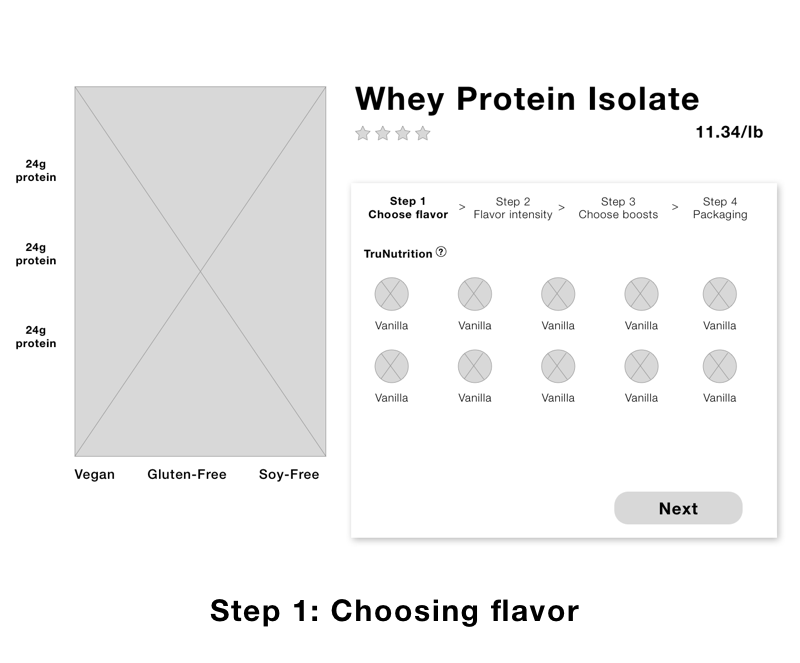 Whey Protein Isolate
11.34/lb
24g
protein
24g
protein
24g
protein
Vegan Gluten-Free Soy-Free
Step 1 > Step 2 > Step 3 > Step 4
Choose flavor Flavor intensity Choose boosts Packaging
TruNutrition ?
Vanilla Vanilla Vanilla Vanilla Vanilla
Vanilla Vanilla Vanilla Vanilla Vanilla
Next
Step 1: Choosing flavor